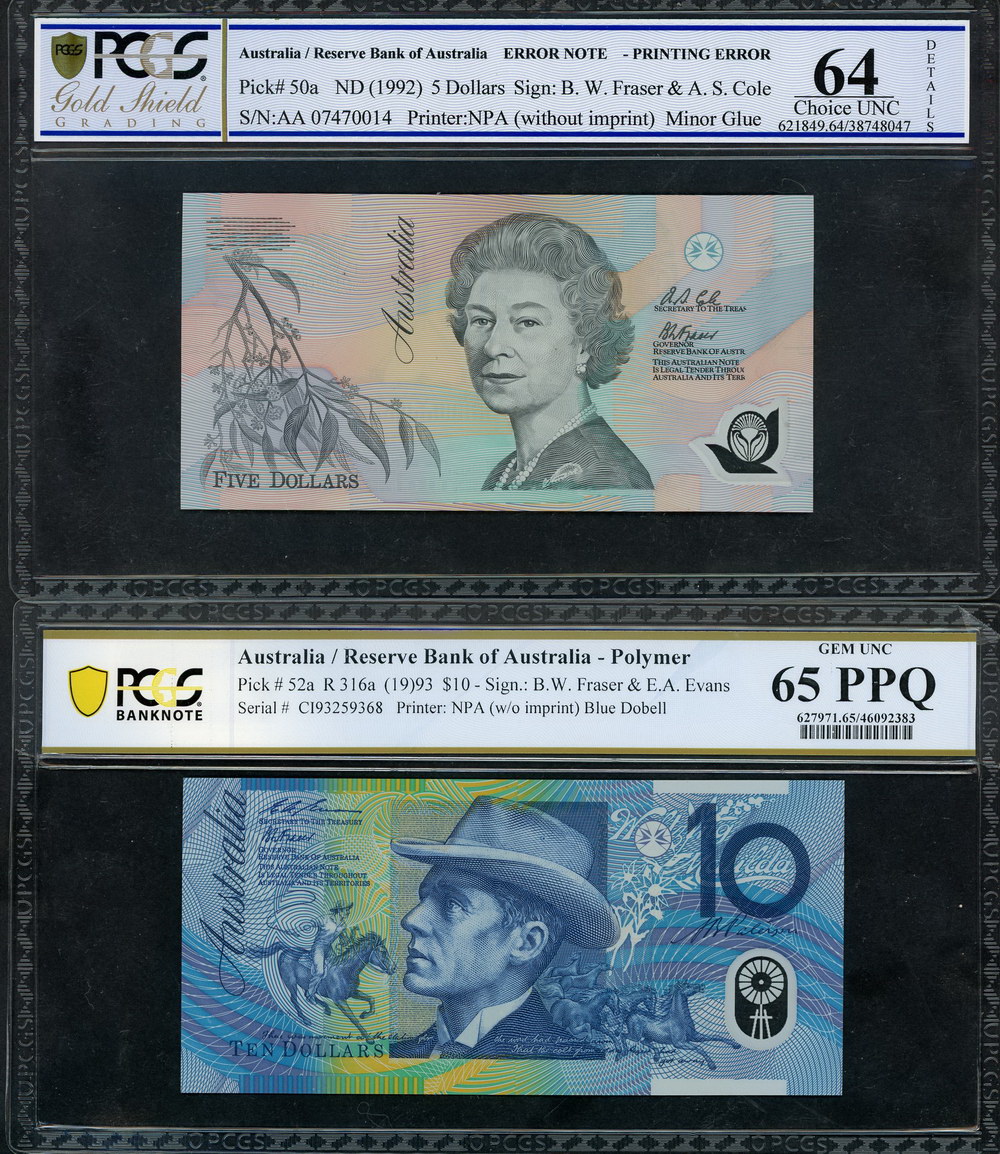 PCGS
PCGS
Gold Shield
GRADING
Australia / Reserve Bank of Australia ERROR NOTE - PRINTING ERROR
Pick# 50a ND (1992) 5 Dollars Sign: B. W. Fraser & A. S. Cole
S/N:AA 07470014 Printer:NPA (without imprint) Minor Glue
64
Choice UNC
621849.64/38748047
DETAILS
Australia
SECRETARY TO THE TREAS
GOVERNOR
RESERVE BANK OF AUSTR
THIS AUSTRALIAN NOTE
IS LEGAL TENDER THROU
AUSTRALIA AND ITS TERR
FIVE DOLLARS
PCGS
PCGS
BANKNOTE
Australia / Reserve Bank of Australia - Polymer
Pick # 52a R 316a (19)93 $10 - Sign.: B.W. Fraser & E.A. Evans
Serial # CI93259368 Printer: NPA (w/o imprint) Blue Dobell
GEM UNC
65 PPQ
627971.65/46092383
Australia
SECRETARY TO THE TREASURY
GOVERNOR
RESERVE BANK OF AUSTRALIA
THIS AUSTRALIAN NOTE
IS LEGAL TENDER THROUGHOUT
AUSTRALIA AND ITS TERRITORIES
10
TEN DOLLARS
PCGS